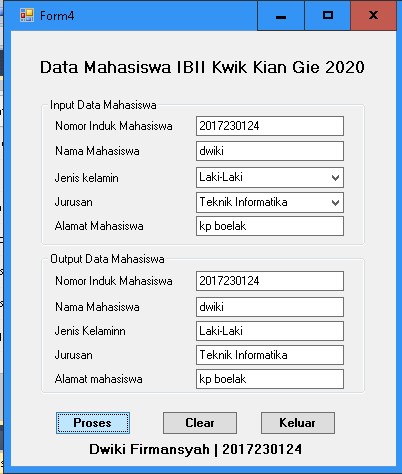 Form4
Data Mahasiswa IBII Kwik Kian Gie 2020
Input Data Mahasiswa
Nomor Induk Mahasiswa 2017230124
Nama Mahasiswa dwiki
Jenis kelamin Laki-Laki
Jurusan Teknik Informatika
Alamat Mahasiswa kp boelak
Output Data Mahasiswa
Nomor Induk Mahasiswa 2017230124
Nama Mahasiswa dwiki
Jenis Kelaminn Laki-Laki
Jurusan Teknik Informatika
Alamat mahasiswa kp boelak
Proses Clear Keluar
Dwiki Firmansyah | 2017230124